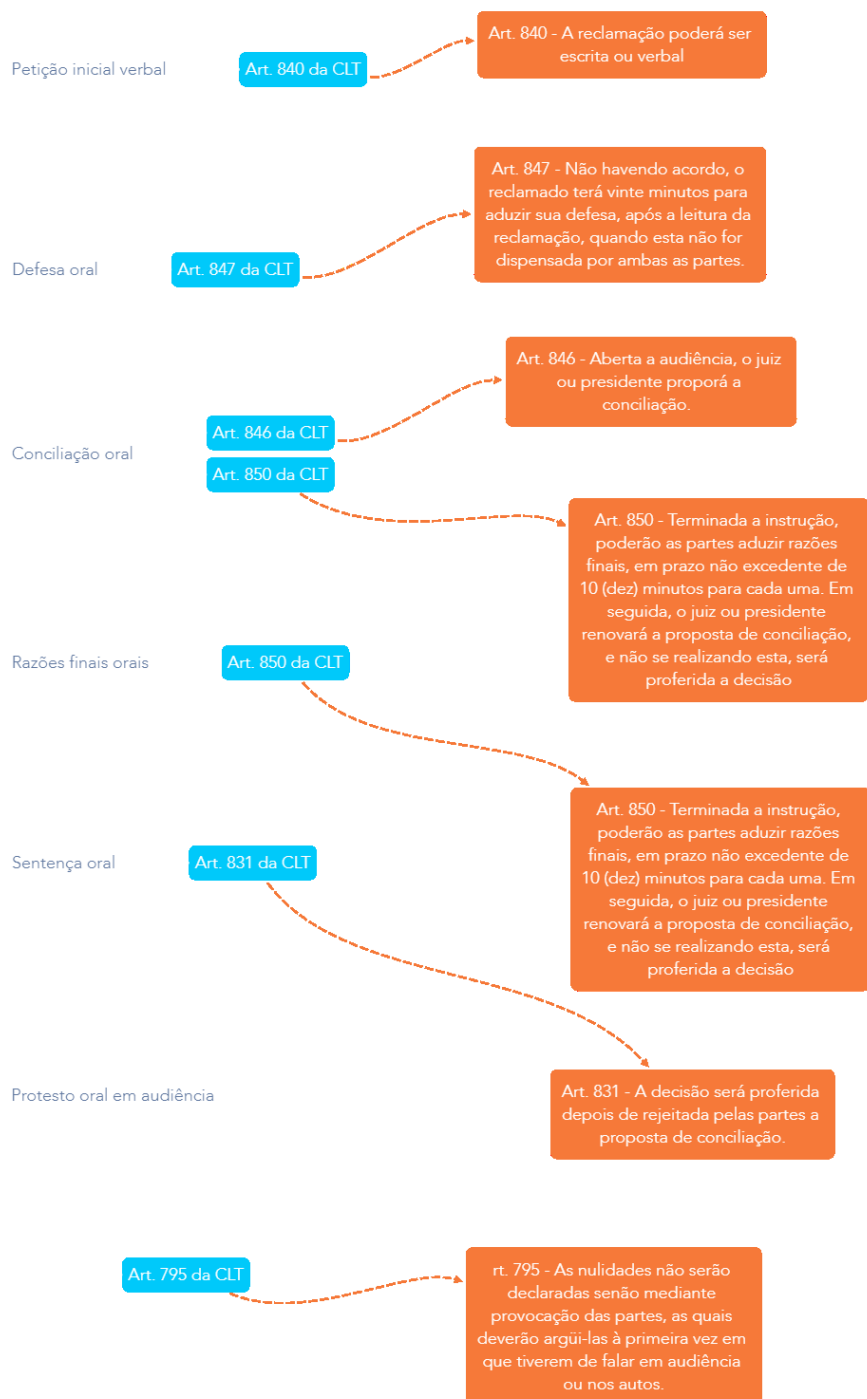 Petição inicial verbal
Art. 840 da CLT
Art. 840 - A reclamação poderá ser
escrita ou verbal
Defesa oral
Art. 847 da CLT
Art. 847 - Não havendo acordo, o
reclamado terá vinte minutos para
aduzir sua defesa, após a leitura da
reclamação, quando esta não for
dispensada por ambas as partes.
Conciliação oral
Art. 846 da CLT
Art. 846 - Aberta a audiência, o juiz
ou presidente proporá a
conciliação.
Art. 850 da CLT
Art. 850 - Terminada a instrução,
poderão as partes aduzir razões
finais, em prazo não excedente de
10 (dez) minutos para cada uma. Em
seguida, o juiz ou presidente
renovará a proposta de conciliação,
e não se realizando esta, será
proferida a decisão
Razões finais orais
Art. 850 da CLT
Art. 850 - Terminada a instrução,
poderão as partes aduzir razões
finais, em prazo não excedente de
10 (dez) minutos para cada uma. Em
seguida, o juiz ou presidente
renovará a proposta de conciliação,
e não se realizando esta, será
proferida a decisão
Sentença oral
Art. 831 da CLT
Art. 831 - A decisão será proferida
depois de rejeitada pelas partes a
proposta de conciliação.
Protesto oral em audiência
Art. 795 da CLT
rt. 795 - As nulidades não serão
declaradas senão mediante
provocação das partes, as quais
deverão argüi-las à primeira vez em
que tiverem de falar em audiência
ou nos autos.